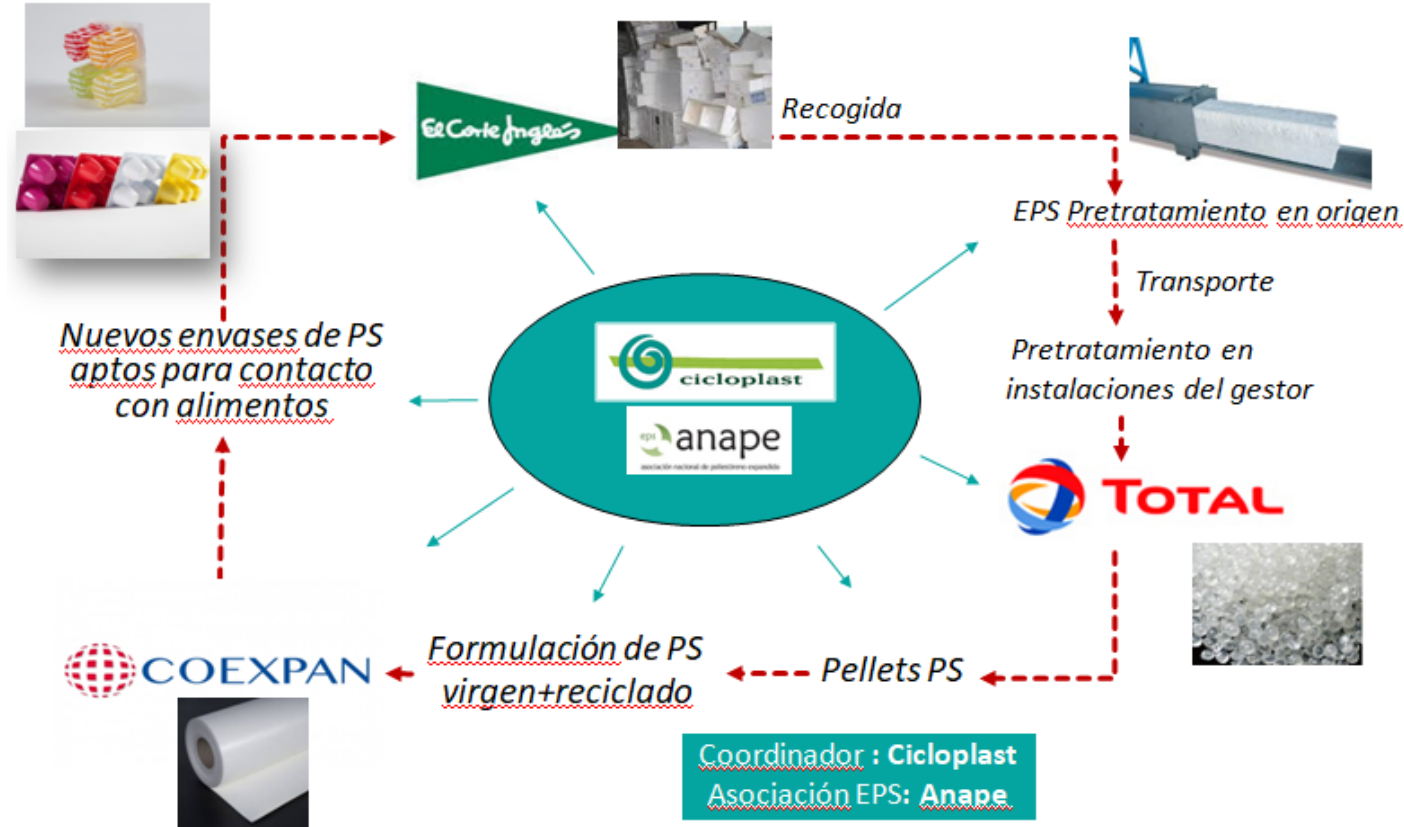 El Corte Inglés
Recogida
EPS Pretratamiento en origen
Transporte
Pretratamiento en
instalaciones del gestor
TOTAL
Pellets PS
Formulación de PS
virgen+reciclado
COEXPAN
Nuevos envases de PS
aptos para contacto
con alimentos
cicloplast
eps anape
asociación nacional de poliestireno expandido
Coordinador : Cicloplast
Asociación EPS: Anape